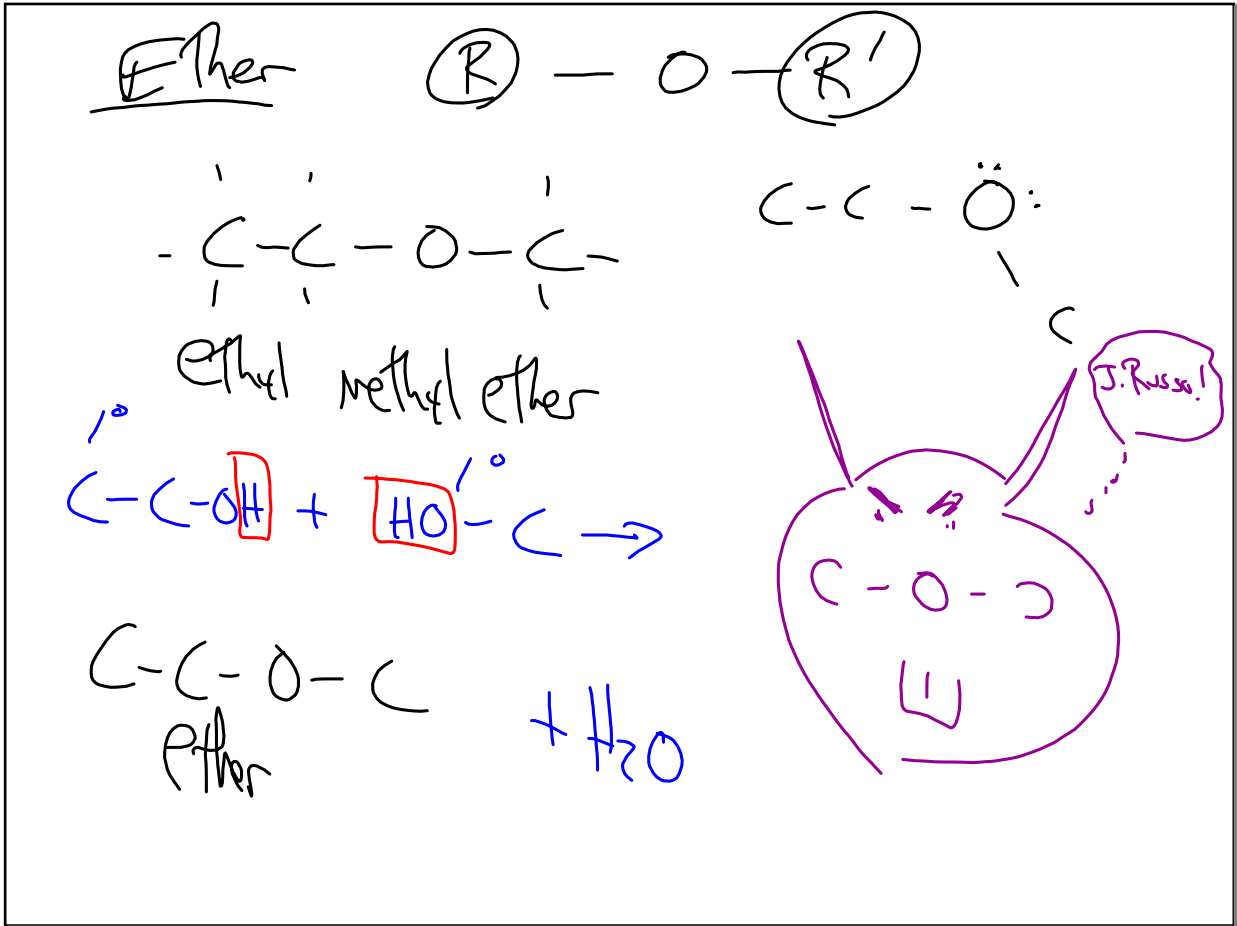 Ether R — O — R'
C - C - Ö:
- C - C - O - C -
\
C
ethyl methyl ether
J. Russo!
1° 1°
C - C - OH + HO - C →
C - O - C
C - C - O - C
+ H₂O
ether